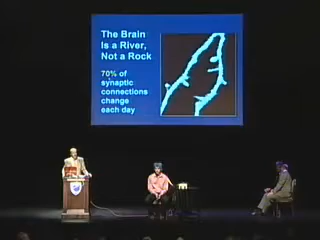 The Brain
Is a River,
Not a Rock
70% of
synaptic
connections
change
each day